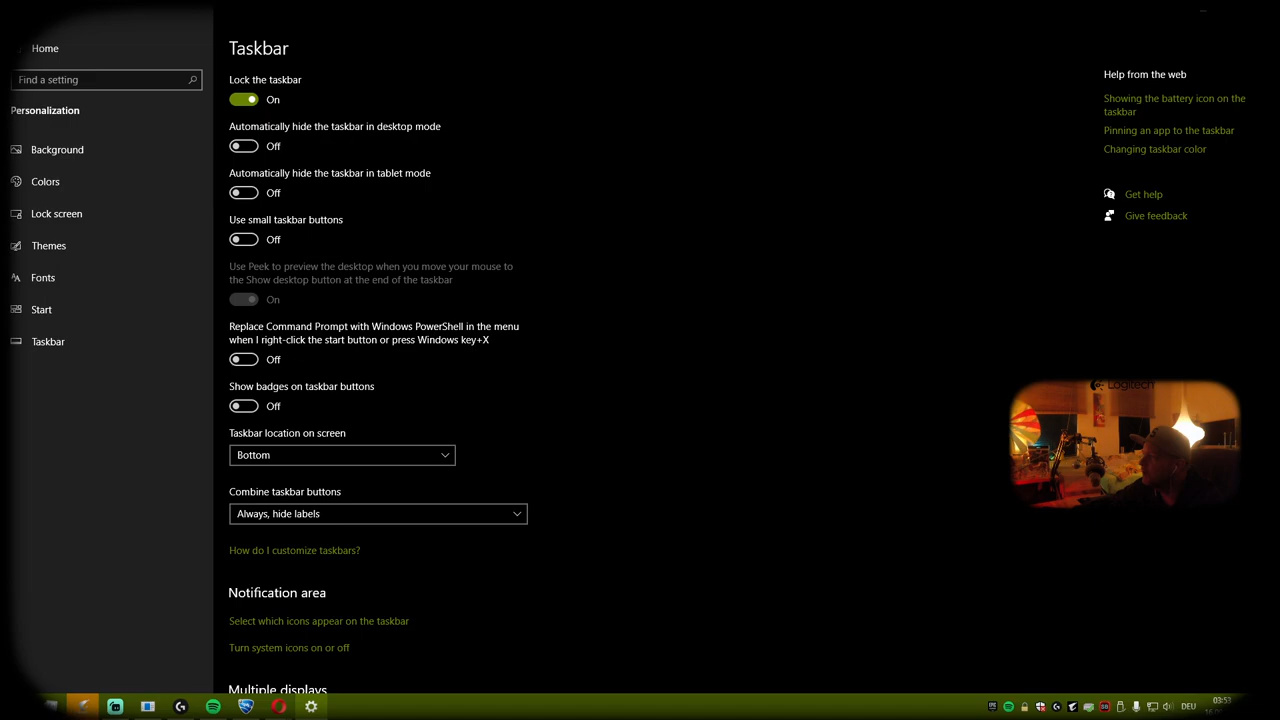 Home
Find a setting
Personalization
Background
Colors
Lock screen
Themes
Fonts
Start
Taskbar
Taskbar
Lock the taskbar
On
Automatically hide the taskbar in desktop mode
Off
Automatically hide the taskbar in tablet mode
Off
Use small taskbar buttons
Off
Use Peek to preview the desktop when you move your mouse to
the Show desktop button at the end of the taskbar
On
Replace Command Prompt with Windows PowerShell in the menu
when I right-click the start button or press Windows key+X
Off
Show badges on taskbar buttons
Off
Taskbar location on screen
Bottom
Combine taskbar buttons
Always, hide labels
How do I customize taskbars?
Notification area
Select which icons appear on the taskbar
Turn system icons on or off
Multiple displays
Help from the web
Showing the battery icon on the
taskbar
Pinning an app to the taskbar
Changing taskbar color
Get help
Give feedback
Logitech
DEU
03:53